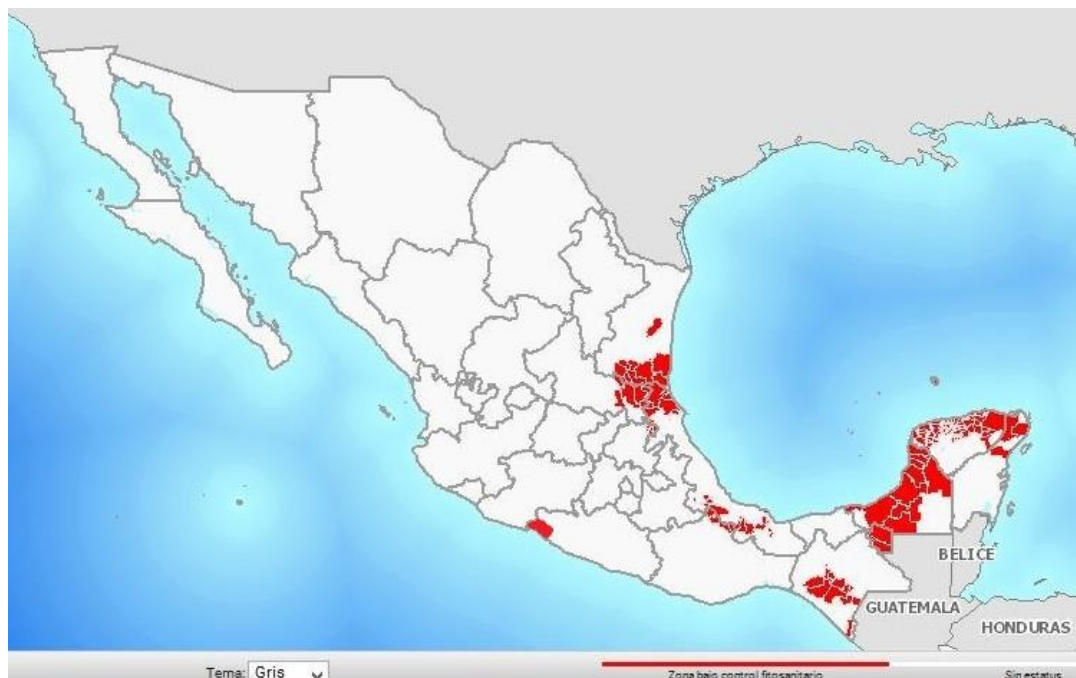 BELICE
GUATEMALA
HONDURAS
Tema: Gris
Zona bajo control fitosanitario
Sin estatus